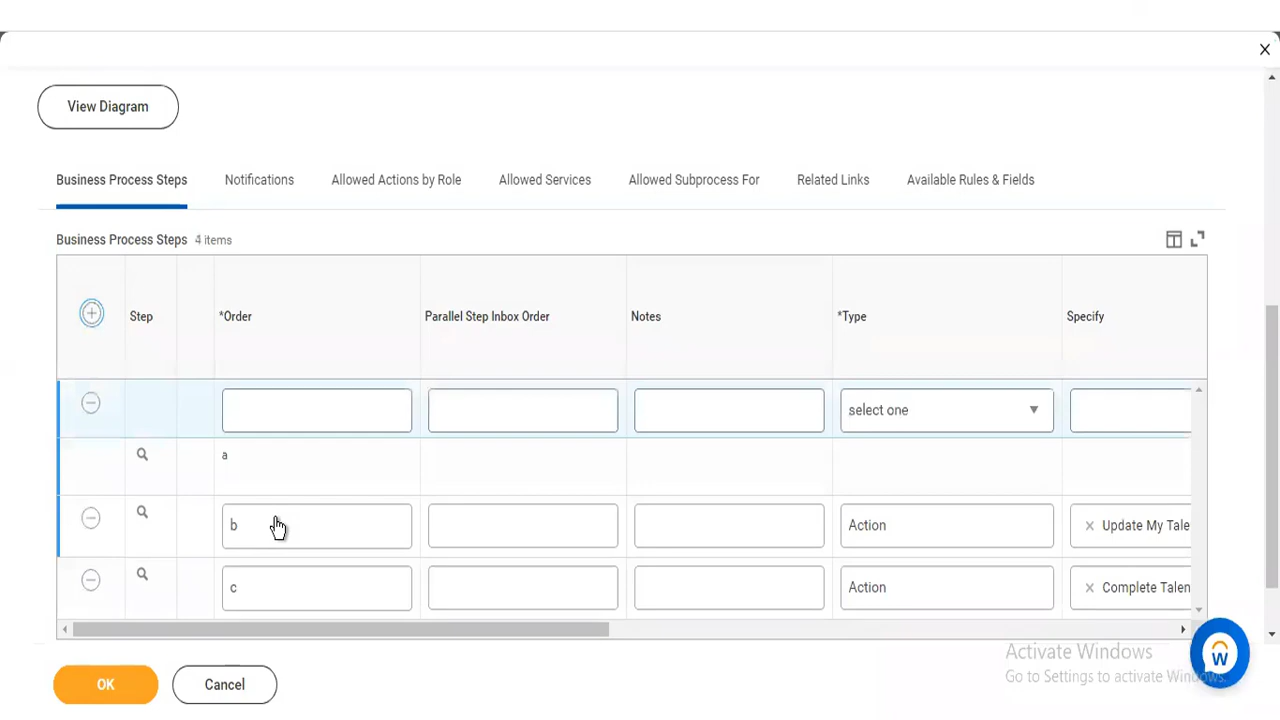 View Diagram
Business Process Steps Notifications Allowed Actions by Role Allowed Services Allowed Subprocess For Related Links Available Rules & Fields
Business Process Steps 4 items
Step *Order Parallel Step Inbox Order Notes *Type Specify
select one
a
b Action Update My Tale
c Action Complete Talen
OK Cancel
Activate Windows
Go to Settings to activate Windows.
W